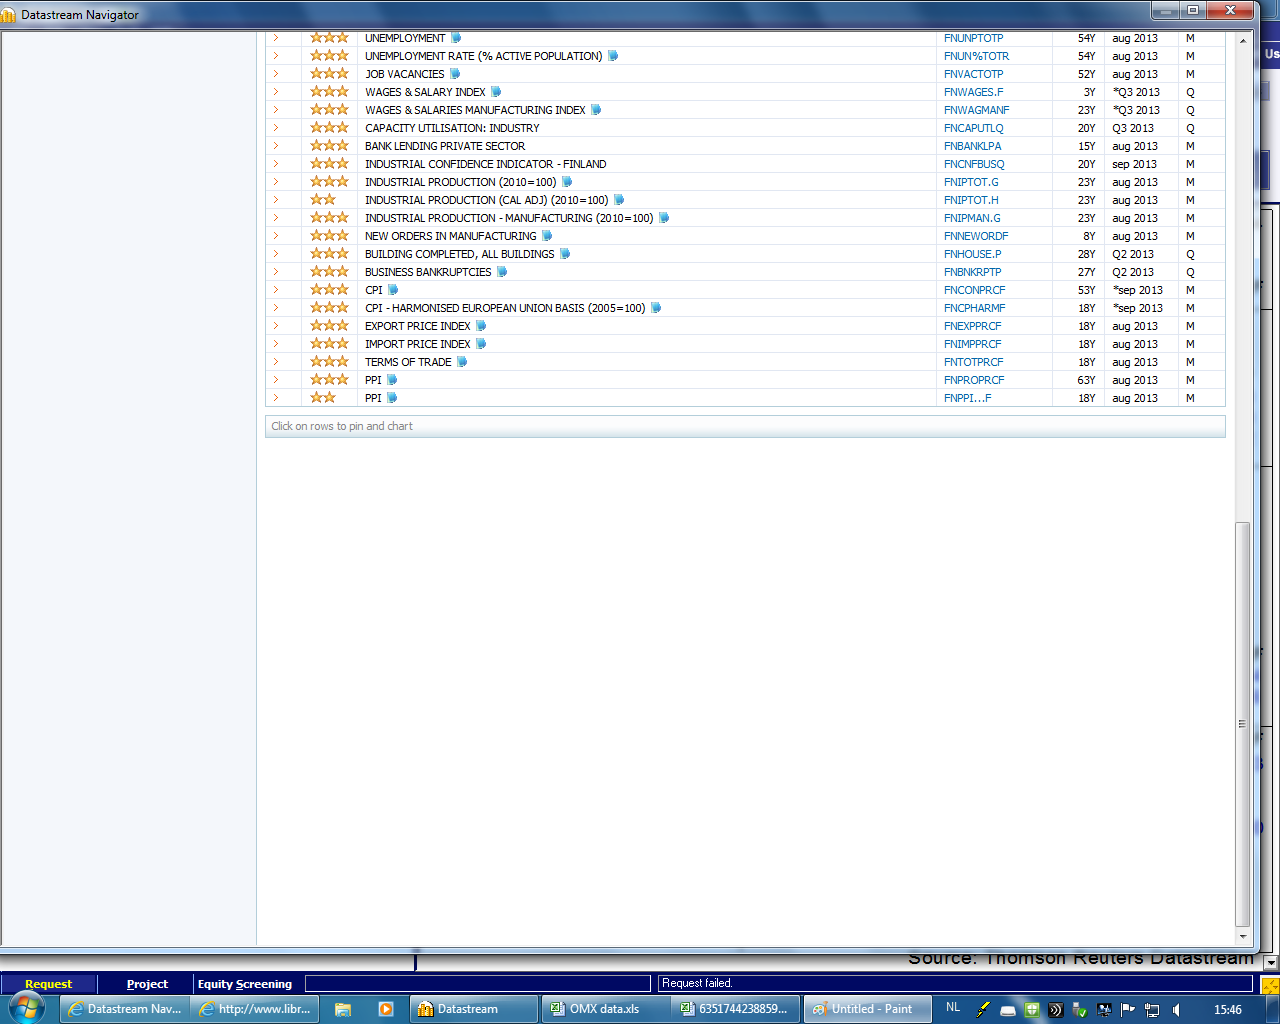 Datastream Navigator
UNEMPLOYMENT FNUNPTOTP 54Y aug 2013 M
UNEMPLOYMENT RATE (% ACTIVE POPULATION) FNUN%TOTR 54Y aug 2013 M
JOB VACANCIES FNVACTOTP 52Y aug 2013 M
WAGES & SALARY INDEX FNWAGES.F 3Y *Q3 2013 Q
WAGES & SALARIES MANUFACTURING INDEX FNWAGMANF 23Y *Q3 2013 Q
CAPACITY UTILISATION: INDUSTRY FNCAPUTLQ 20Y Q3 2013 Q
BANK LENDING PRIVATE SECTOR FNBANKLPA 15Y aug 2013 M
INDUSTRIAL CONFIDENCE INDICATOR - FINLAND FNCNFBUSQ 20Y sep 2013 M
INDUSTRIAL PRODUCTION (2010=100) FNIPTOT.G 23Y aug 2013 M
INDUSTRIAL PRODUCTION (CAL ADJ) (2010=100) FNIPTOT.H 23Y aug 2013 M
INDUSTRIAL PRODUCTION - MANUFACTURING (2010=100) FNIPMAN.G 23Y aug 2013 M
NEW ORDERS IN MANUFACTURING FNNEWORDF 8Y aug 2013 M
BUILDING COMPLETED, ALL BUILDINGS FNHOUSE.P 28Y Q2 2013 Q
BUSINESS BANKRUPTCIES FNBNKRPTP 27Y Q2 2013 Q
CPI FNCONPRCF 53Y *sep 2013 M
CPI - HARMONISED EUROPEAN UNION BASIS (2005=100) FNCPHARMF 18Y *sep 2013 M
EXPORT PRICE INDEX FNEXPPRCF 18Y aug 2013 M
IMPORT PRICE INDEX FNIMPPRCF 18Y aug 2013 M
TERMS OF TRADE FNTOTPRCF 18Y aug 2013 M
PPI FNPROPRCF 63Y aug 2013 M
PPI FNPPI...F 18Y aug 2013 M
Click on rows to pin and chart
Us
Source: Thomson Reuters Datastream
Request Project Equity Screening Request failed.
Datastream Nav... http://www.libr... Datastream OMX data.xls 6351744238859... Untitled - Paint NL 15:46